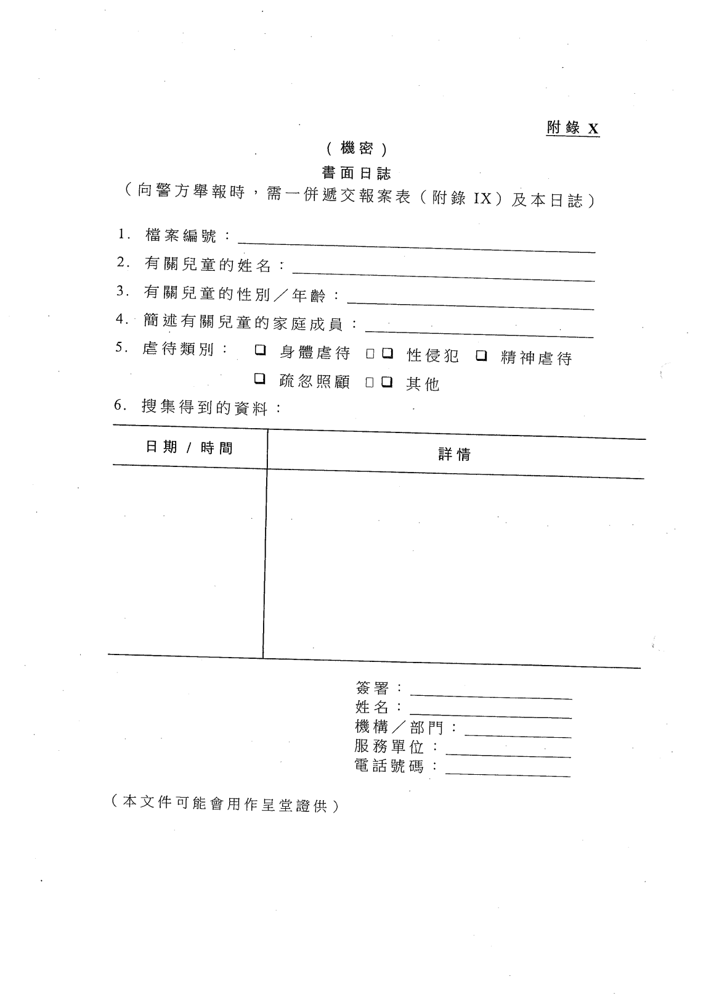 附錄 X
(機密)
書面日誌
(向警方舉報時，需一併遞交報案表(附錄 IX)及本日誌)
1. 檔案編號：
2. 有關兒童的姓名：
3. 有關兒童的性別／年齡：
4. 簡述有關兒童的家庭成員：
5. 虐待類別： ❑ 身體虐待 □❑ 性侵犯 ❑ 精神虐待
❑ 疏忽照顧 □❑ 其他
6. 搜集得到的資料：
日期 / 時間 詳情
簽署：
姓名：
機構／部門：
服務單位：
電話號碼：
(本文件可能會用作呈堂證供)